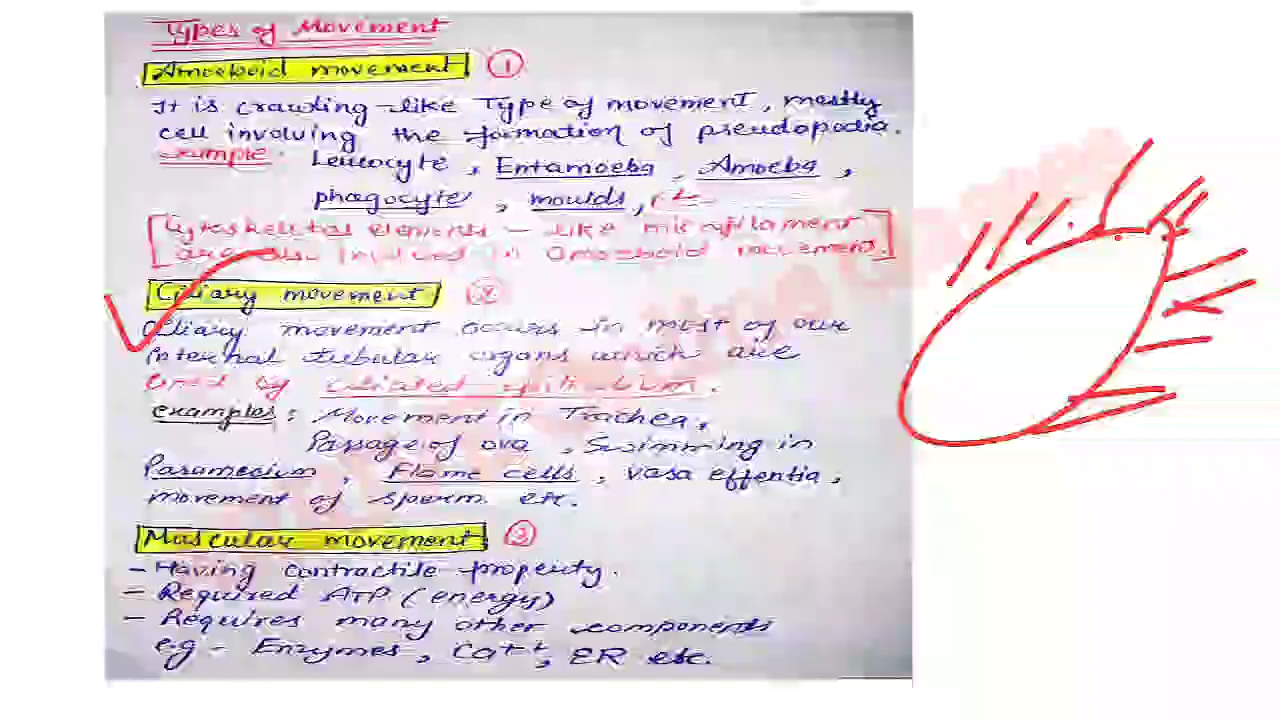 Types of Movement
Amoeboid movement 1
It is crawling-like Type of movement, mostly
cell involving the formation of pseudopodia.
example: Leucocyte, Entamoeba, Amoeba,
phagocyte, moulds,
[Cytoskeletal elements - like microfilament
are also involved in amoeboid movement.]
Ciliary movement 2
Ciliary movement occurs in most of our
internal tubular organs which are
lined by ciliated epithelium.
examples: Movement in Trachea,
Passage of ova, Swimming in
Paramecium, Flame cells, vasa effentia,
movement of sperm etc.
Muscular movement 3
- Having contractile property.
- Required ATP (energy)
- Requires many other components
eg - Enzymes, Ca++, ER etc.